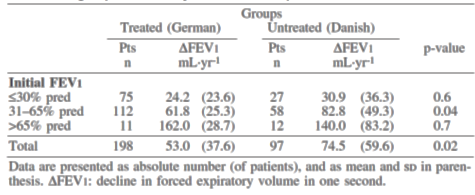 Groups
Treated (German) Untreated (Danish)
Pts ΔFEV1 Pts ΔFEV1 p-value
n mL·yr-1 n mL·yr-1
Initial FEV1
≤30% pred 75 24.2 (23.6) 27 30.9 (36.3) 0.6
31–65% pred 112 61.8 (25.3) 58 82.8 (49.3) 0.04
>65% pred 11 162.0 (28.7) 12 140.0 (83.2) 0.7
Total 198 53.0 (37.6) 97 74.5 (59.6) 0.02
Data are presented as absolute number (of patients), and as mean and SD in paren-
thesis. ΔFEV1: decline in forced expiratory volume in one second.